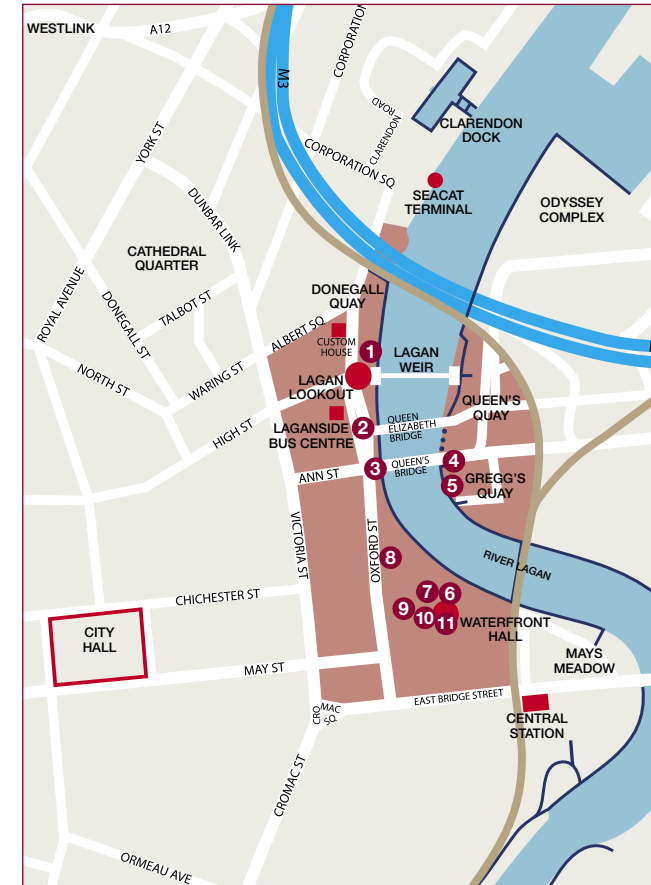 WESTLINK
A12
CORPORATION
M3
CLARENDON
ROAD
CLARENDON
DOCK
CORPORATION SQ
YORK ST
SEACAT
TERMINAL
ODYSSEY
COMPLEX
DUNBAR LINK
CATHEDRAL
QUARTER
ROYAL AVENUE
DONEGALL ST
TALBOT ST
DONEGALL
QUAY
ALBERT SQ
CUSTOM
HOUSE
1
LAGAN
WEIR
NORTH ST
WARING ST
LAGAN
LOOKOUT
HIGH ST
LAGANSIDE
BUS CENTRE
2
QUEEN
ELIZABETH
BRIDGE
QUEEN'S
QUAY
ANN ST
3
QUEEN'S
BRIDGE
4
5
GREGG'S
QUAY
VICTORIA ST
OXFORD ST
8
RIVER LAGAN
CHICHESTER ST
7
6
9
10
11
WATERFRONT
HALL
CITY
HALL
MAY ST
MAYS
MEADOW
EAST BRIDGE STREET
CRO
MAC
SQ
CENTRAL
STATION
CROMAC ST
ORMEAU AVE